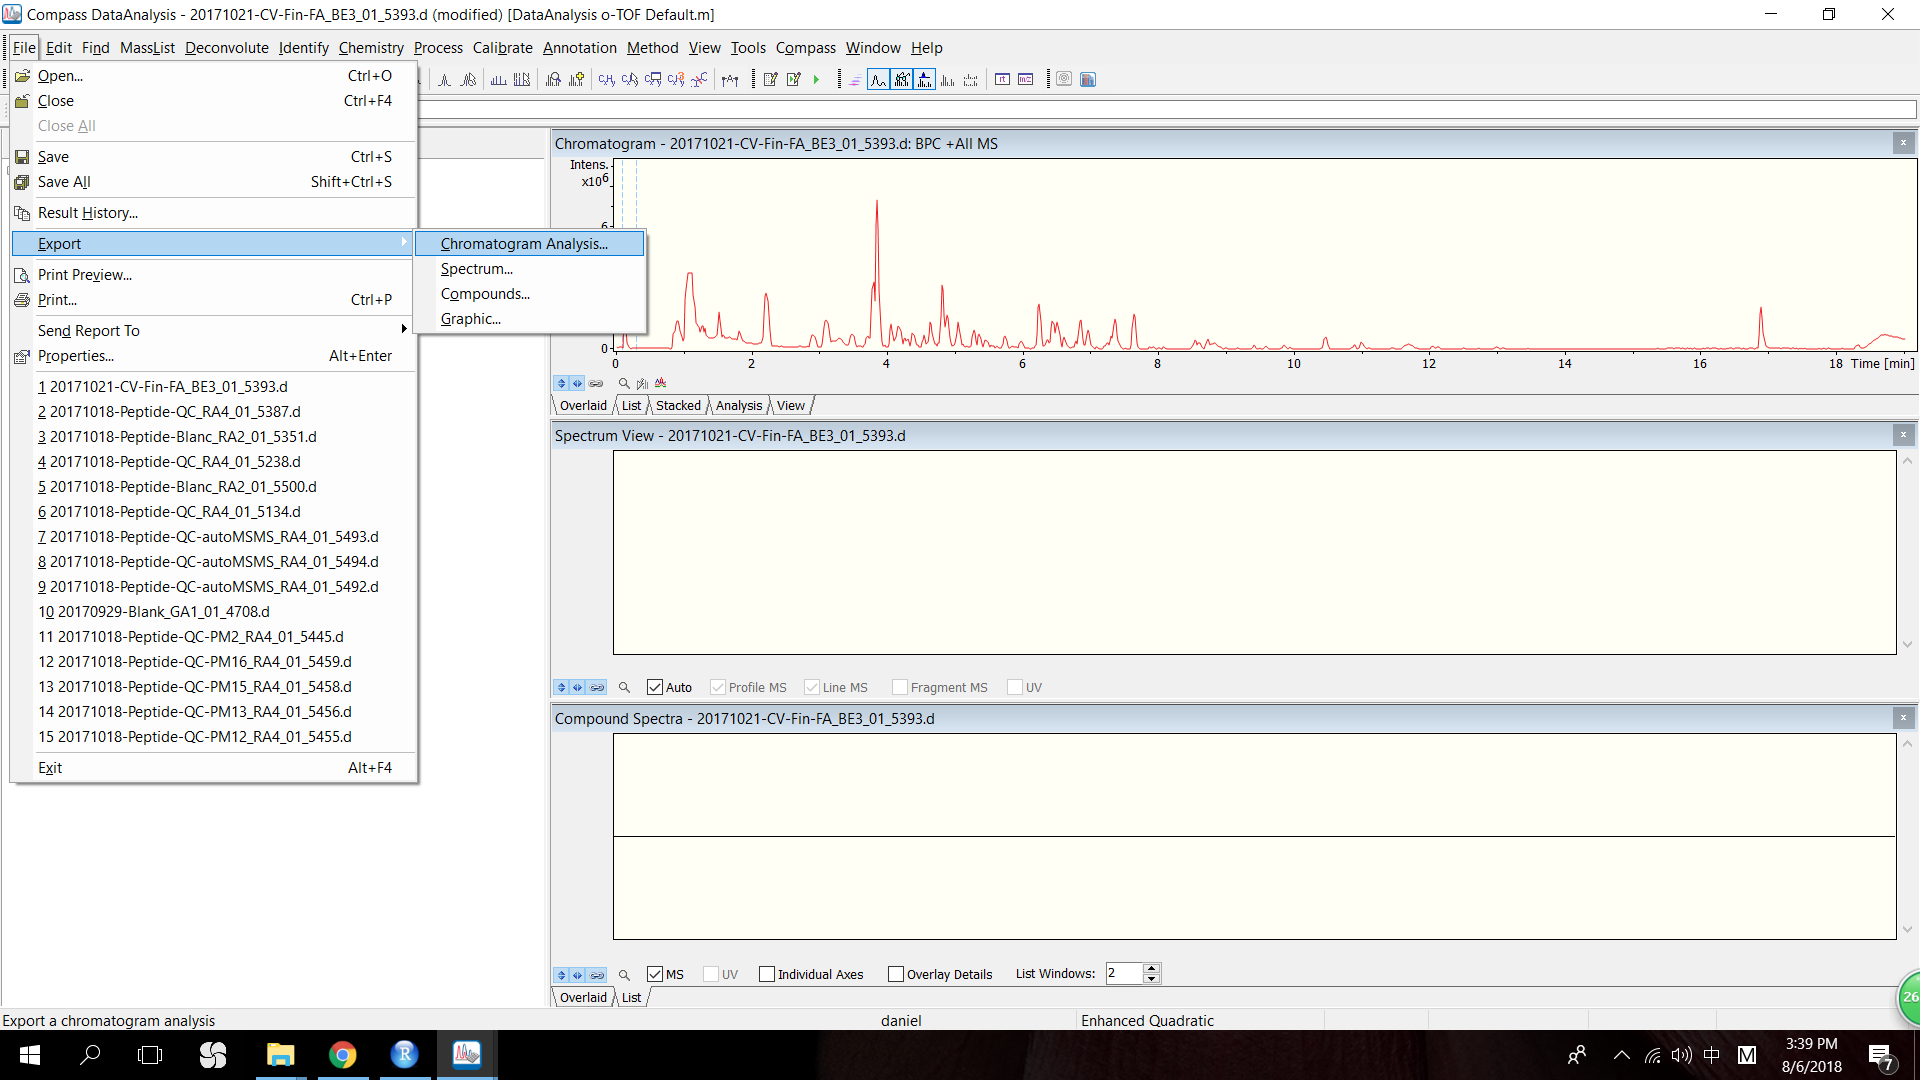 Compass DataAnalysis - 20171021-CV-Fin-FA_BE3_01_5393.d (modified) [DataAnalysis o-TOF Default.m]
File Edit Find MassList Deconvolute Identify Chemistry Process Calibrate Annotation Method View Tools Compass Window Help
Open... Ctrl+O
Close Ctrl+F4
Close All
Save Ctrl+S
Save All Shift+Ctrl+S
Result History...
Export
Print Preview...
Print... Ctrl+P
Send Report To
Properties... Alt+Enter
1 20171021-CV-Fin-FA_BE3_01_5393.d
2 20171018-Peptide-QC_RA4_01_5387.d
3 20171018-Peptide-Blanc_RA2_01_5351.d
4 20171018-Peptide-QC_RA4_01_5238.d
5 20171018-Peptide-Blanc_RA2_01_5500.d
6 20171018-Peptide-QC_RA4_01_5134.d
7 20171018-Peptide-QC-autoMSMS_RA4_01_5493.d
8 20171018-Peptide-QC-autoMSMS_RA4_01_5494.d
9 20171018-Peptide-QC-autoMSMS_RA4_01_5492.d
10 20170929-Blank_GA1_01_4708.d
11 20171018-Peptide-QC-PM2_RA4_01_5445.d
12 20171018-Peptide-QC-PM16_RA4_01_5459.d
13 20171018-Peptide-QC-PM15_RA4_01_5458.d
14 20171018-Peptide-QC-PM13_RA4_01_5456.d
15 20171018-Peptide-QC-PM12_RA4_01_5455.d
Exit Alt+F4
Chromatogram Analysis...
Spectrum...
Compounds...
Graphic...
Chromatogram - 20171021-CV-Fin-FA_BE3_01_5393.d: BPC +All MS
Intens.
x10⁶
0
0 2 4 6 8 10 12 14 16 18 Time [min]
Overlaid List Stacked Analysis View
Spectrum View - 20171021-CV-Fin-FA_BE3_01_5393.d
Auto Profile MS Line MS Fragment MS UV
Compound Spectra - 20171021-CV-Fin-FA_BE3_01_5393.d
MS UV Individual Axes Overlay Details List Windows: 2
Overlaid List
26
Export a chromatogram analysis daniel Enhanced Quadratic
R 中 M 3:39 PM
8/6/2018 7